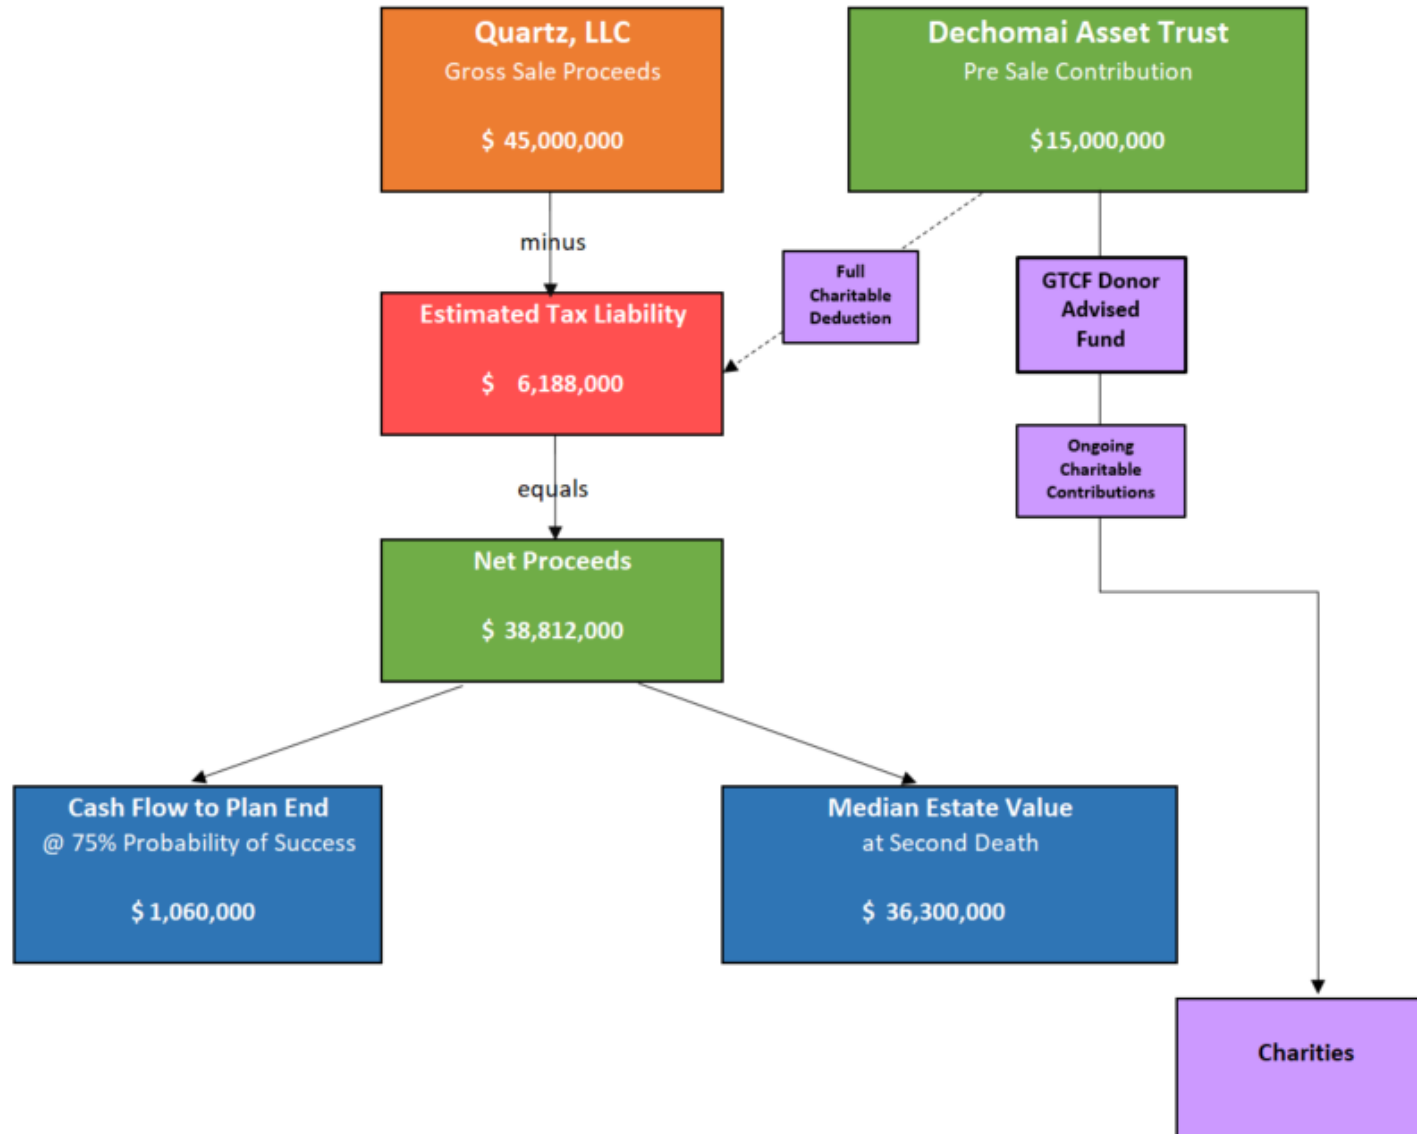 Quartz, LLC
Gross Sale Proceeds
$ 45,000,000
Dechomai Asset Trust
Pre Sale Contribution
$ 15,000,000
minus
Full
Charitable
Deduction
GTCF Donor
Advised
Fund
Estimated Tax Liability
$ 6,188,000
Ongoing
Charitable
Contributions
equals
Net Proceeds
$ 38,812,000
Cash Flow to Plan End
@ 75% Probability of Success
$ 1,060,000
Median Estate Value
at Second Death
$ 36,300,000
Charities